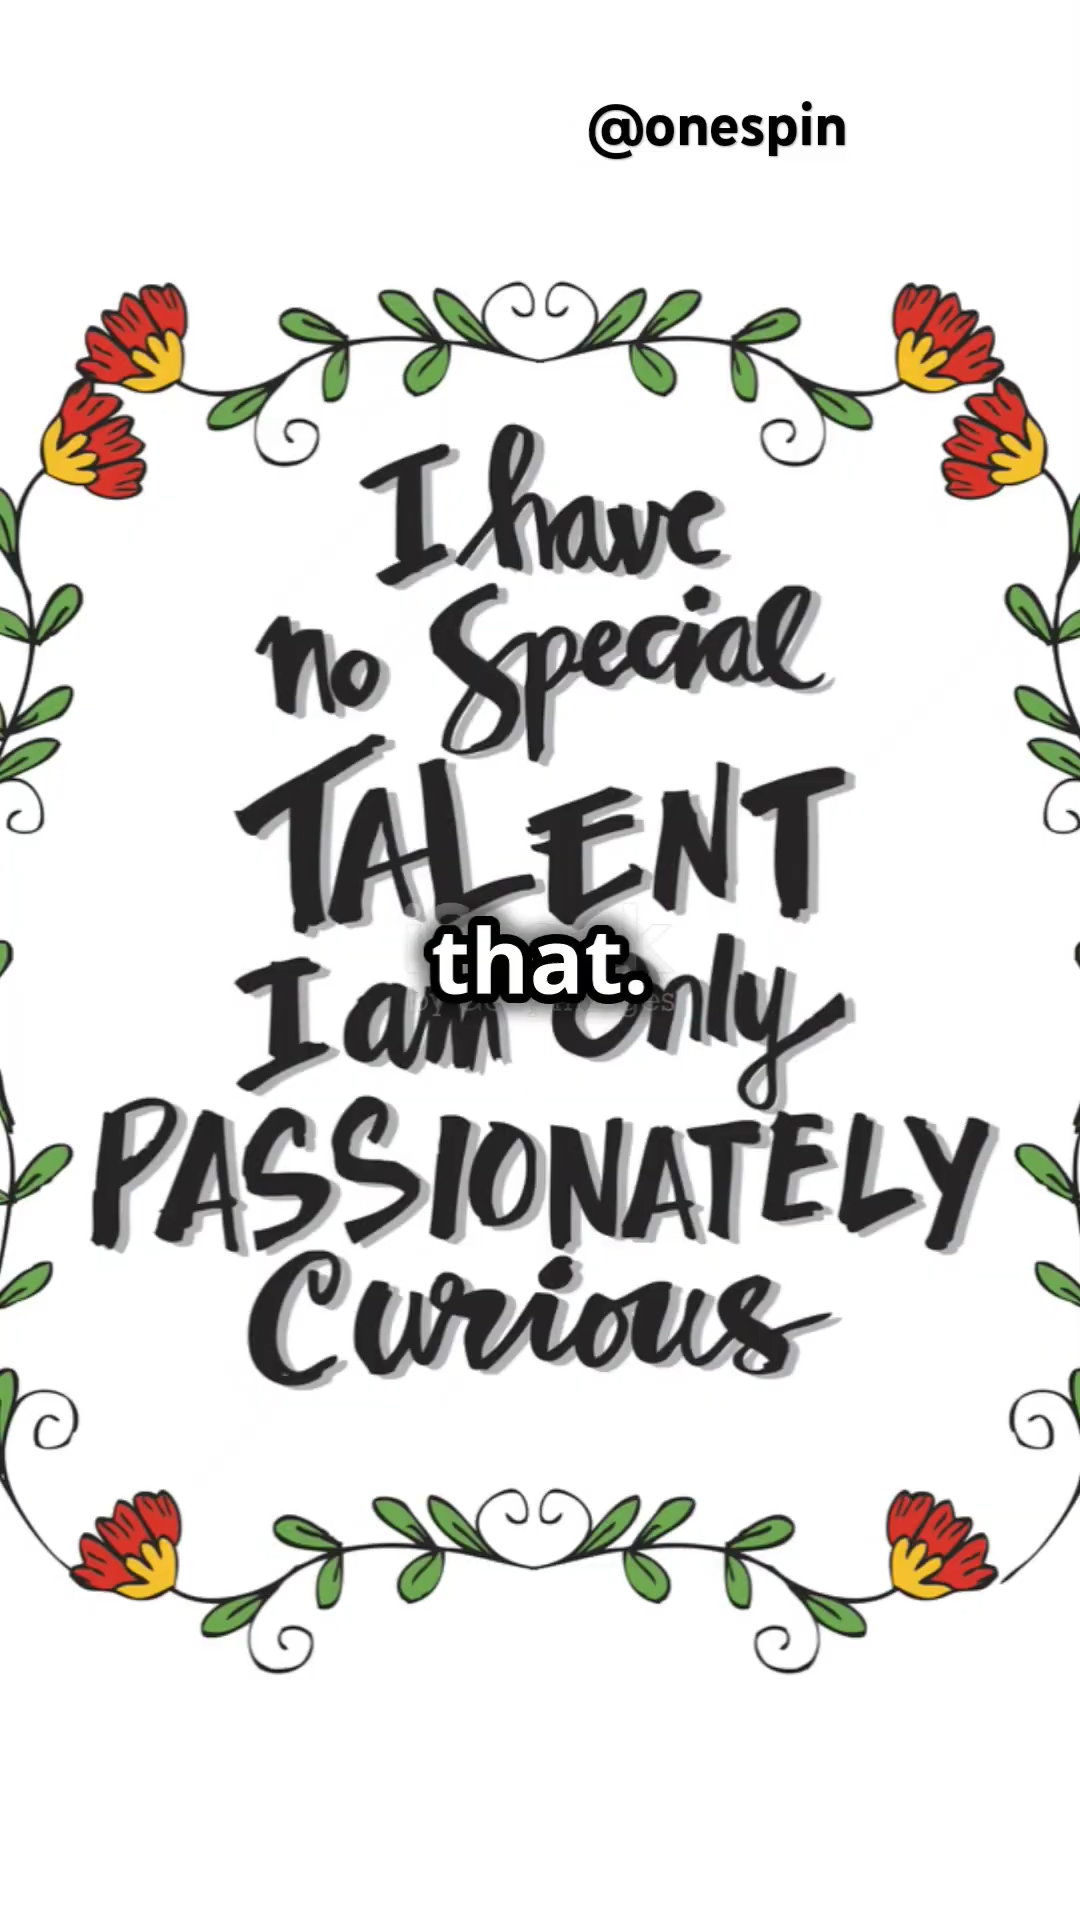 @onespin
I have
no Special
TALENT
that.
I am Only
PASSIONATELY
Curious